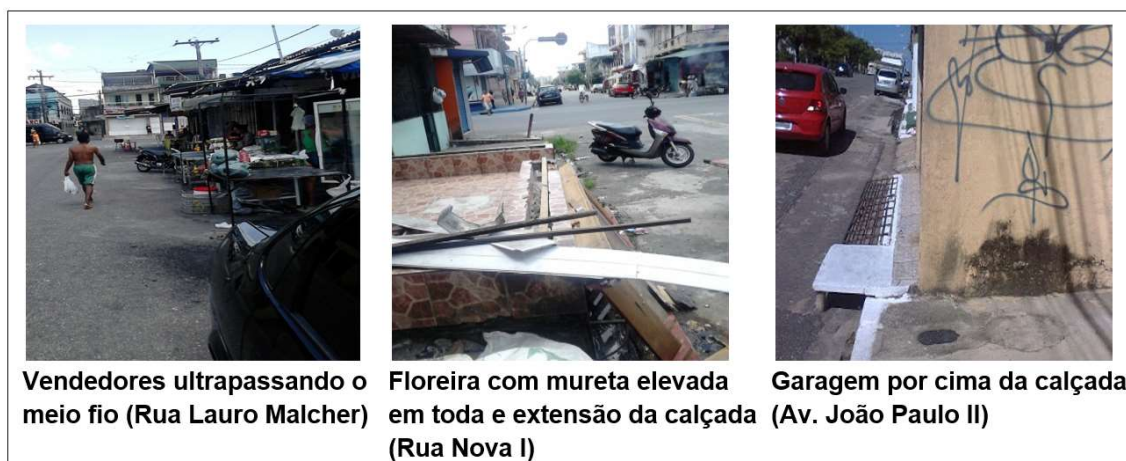 Vendedores ultrapassando o
meio fio (Rua Lauro Malcher)
Floreira com mureta elevada
em toda e extensão da calçada
(Rua Nova I)
Garagem por cima da calçada
(Av. João Paulo II)